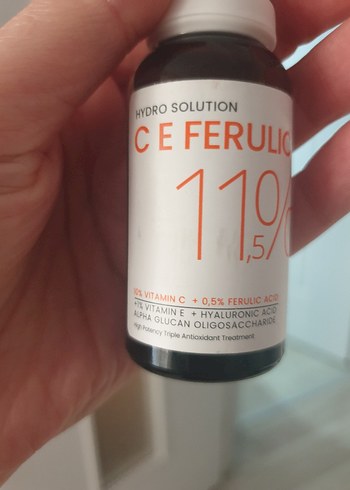 HYDRO SOLUTION
C E FERULIC
11,5%
10% VITAMIN C + 0,5% FERULIC ACID
+1% VITAMIN E + HYALURONIC ACID
ALPHA GLUCAN OLIGOSACCHARIDE
High Potency Triple Antioxidant Treatment